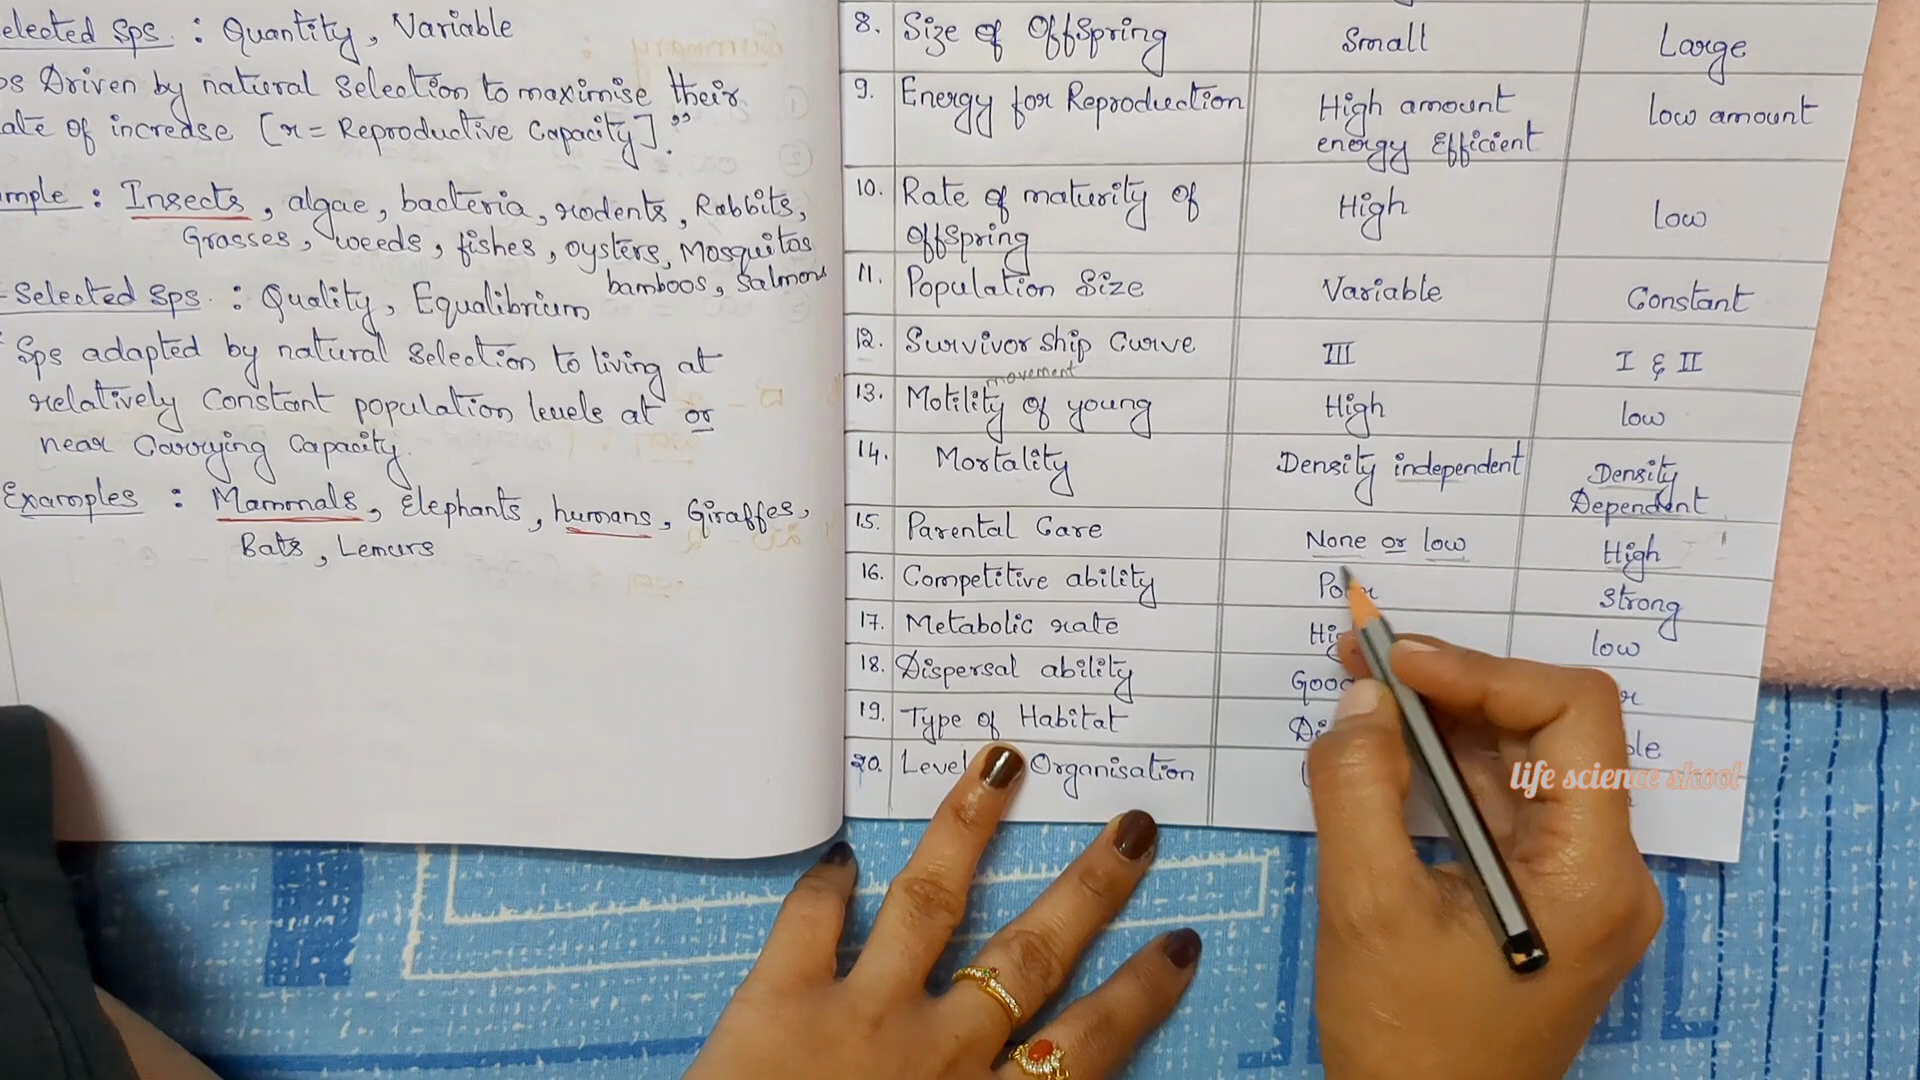 elected Sps. : Quantity, Variable
ps Driven by natural Selection to maximise their
ate of increase [r = Reproductive Capacity]."
mple : Insects, algae, bacteria, rodents, Rabbits,
Grasses, weeds, fishes, oysters, Mosquitos
bamboos, Salmons
-Selected Sps. : Quality, Equalibrium
Sps adapted by natural Selection to living at
relatively Constant population levels at or
near Carrying Capacity.
Examples : Mammals, Elephants, humans, Giraffes,
Bats, Lemurs
8. Size of Offspring Small Large
9. Energy for Reproduction High amount low amount
energy Efficient
10. Rate of maturity of High low
Offspring
11. Population Size Variable Constant
12. Survivorship Curve III I & II
movement
13. Motility of young High low
14. Mortality Density independent Density
Dependent
15. Parental Care None or low High
16. Competitive ability Strong
17. Metabolic rate low
18. Dispersal ability
19. Type of Habitat
20. Level Organisation
life science skool